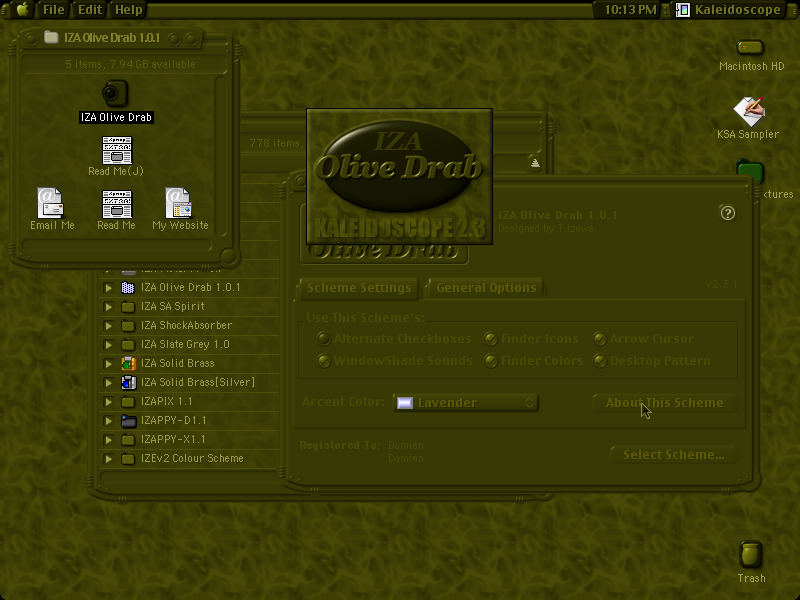 File Edit Help
10:13 PM Kaleidoscope
IZA Olive Drab 1.0.1
5 items, 7.94 GB available
IZA Olive Drab
Read Me(J)
Email Me
Read Me
My Website
778 items,
IZA
Olive Drab
KALEIDOSCOPE 2.3
Olive Drab
IZA Olive Drab 1.0.1
Designed by T.Izawa
v2.3.1
Scheme Settings
General Options
Use This Scheme's:
Alternate Checkboxes
Finder Icons
Arrow Cursor
WindowShade Sounds
Finder Colors
Desktop Pattern
Accent Color:
Lavender
About This Scheme
Registered To: Damien
Damien
Select Scheme...
IZA Olive Drab 1.0.1
IZA SA Spirit
IZA ShockAbsorber
IZA Slate Grey 1.0
IZA Solid Brass
IZA Solid Brass[Silver]
IZAPIX 1.1
IZAPPY-D1.1
IZAPPY-X1.1
IZEv2 Colour Scheme
Macintosh HD
KSA Sampler
ctures
Trash